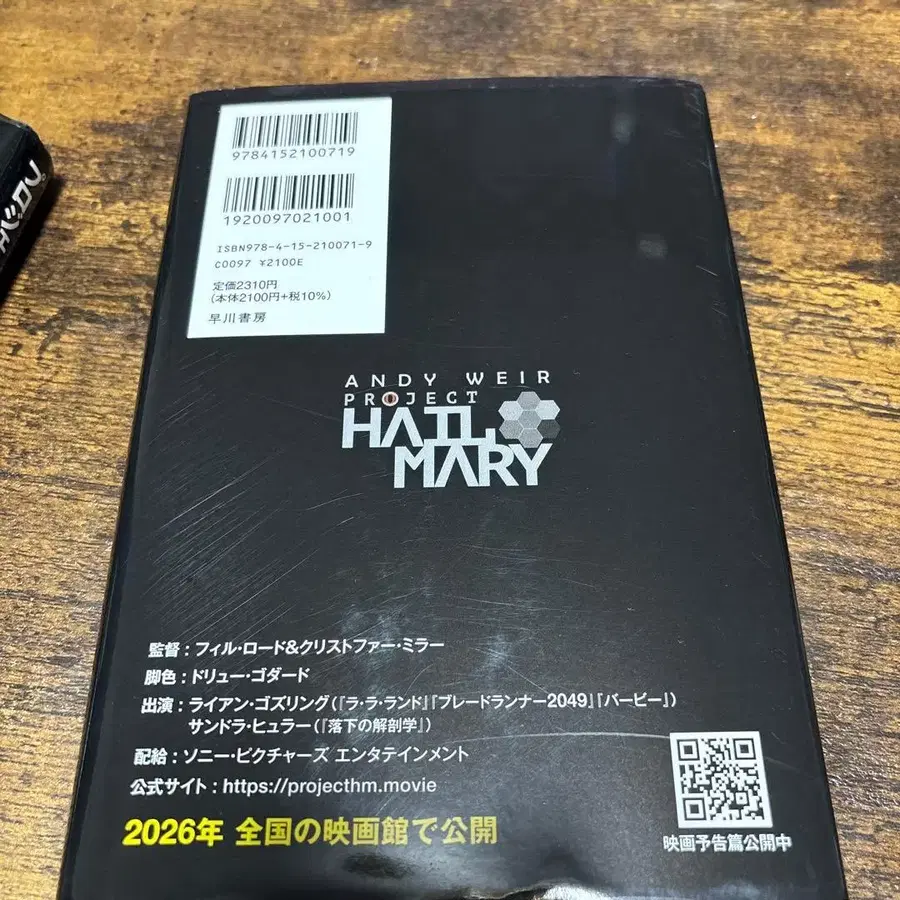 9784152100719
1920097021001
ISBN978-4-15-210071-9
C0097 ¥2100E
定価2310円
(本体2100円+税10%)
早川書房
ANDY WEIR
PROJECT
HAIL
MARY
監督:フィル・ロード&クリストファー・ミラー
脚色:ドリュー・ゴダード
出演:ライアン・ゴズリング(『ラ・ラ・ランド』『ブレードランナー2049』『バービー』)
サンドラ・ヒュラー(『落下の解剖学』)
配給:ソニー・ピクチャーズ エンタテインメント
公式サイト:https://projecthm.movie
2026年 全国の映画館で公開
映画予告篇公開中